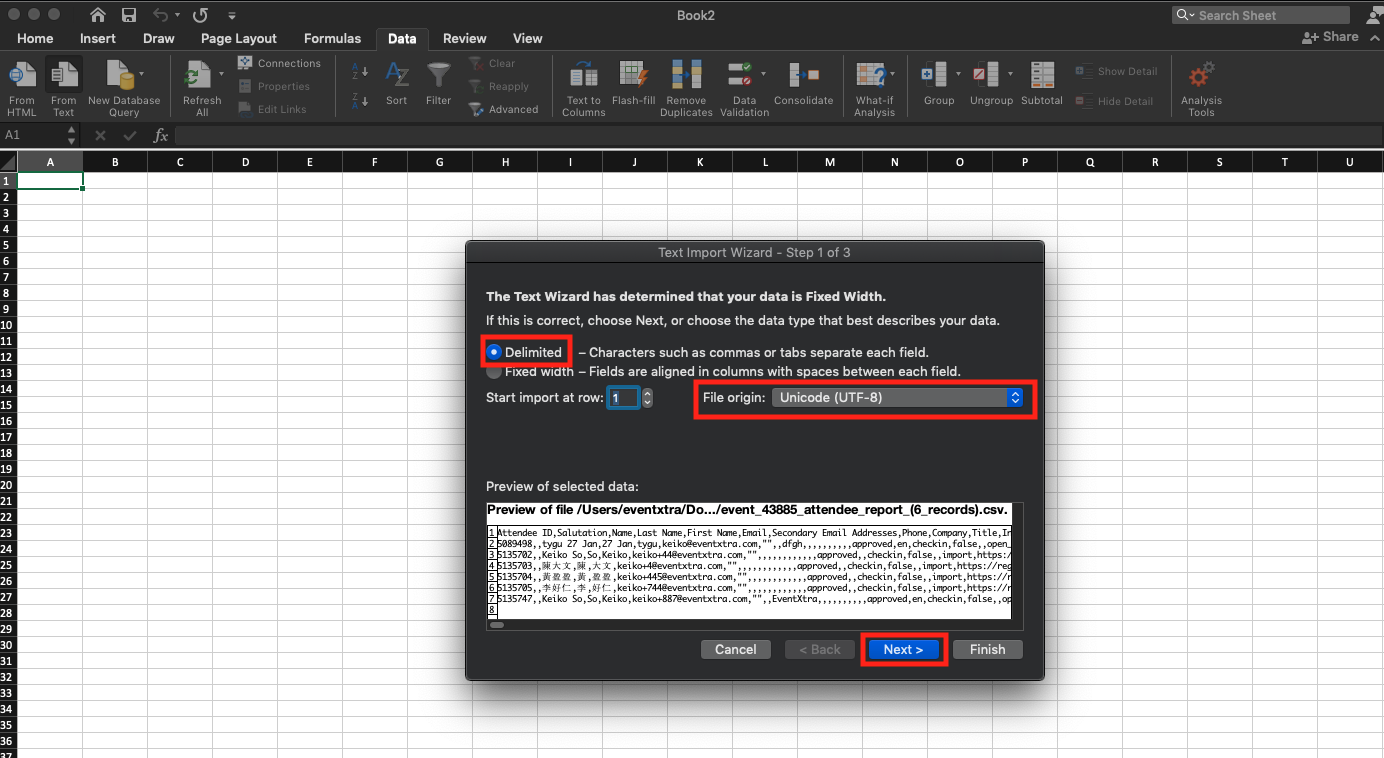 Book2
Search Sheet
Home Insert Draw Page Layout Formulas Data Review View
Share
From HTML
From Text
New Database Query
Refresh All
Connections
Properties
Edit Links
A Z
Z A
A Z
Sort
Filter
Clear
Reapply
Advanced
Text to Columns
Flash-fill
Remove Duplicates
Data Validation
Consolidate
What-if Analysis
Group
Ungroup
Subtotal
Show Detail
Hide Detail
Analysis Tools
A1
fx
A B C D E F G H I J K L M N O P Q R S T U
1
2
3
4
5
6
7
8
9
10
11
12
13
14
15
16
17
18
19
20
21
22
23
24
25
26
27
28
29
30
31
32
33
34
35
36
37
Text Import Wizard - Step 1 of 3
The Text Wizard has determined that your data is Fixed Width.
If this is correct, choose Next, or choose the data type that best describes your data.
Delimited – Characters such as commas or tabs separate each field.
Fixed width – Fields are aligned in columns with spaces between each field.
Start import at row: 1 File origin: Unicode (UTF-8)
Preview of selected data:
Preview of file /Users/eventxtra/Do.../event_43885_attendee_report_(6_records).csv.
1 Attendee ID,Salutation,Name,Last Name,First Name,Email,Secondary Email Addresses,Phone,Company,Title,In
2 5089498,,tygu 27 Jan,27 Jan,tygu,keiko@eventxtra.com,"",,dfgh,,,,,,,,,,approved,en,checkin,false,,open_
3 5135702,,Keiko So,So,Keiko,keiko+44@eventxtra.com,"",,,,,,,,,,,,approved,,checkin,false,,import,https:/
4 5135703,,陳大文,陳,大文,keiko+4@eventxtra.com,"",,,,,,,,,,,,approved,,checkin,false,,import,https://reg
5 5135704,,黃盈盈,黃,盈盈,keiko+445@eventxtra.com,"",,,,,,,,,,,,approved,,checkin,false,,import,https://r
6 5135705,,李好仁,李,好仁,keiko+744@eventxtra.com,"",,,,,,,,,,,,approved,,checkin,false,,import,https://r
7 5135747,,Keiko So,So,Keiko,keiko+887@eventxtra.com,"",,EventXtra,,,,,,,,,,approved,en,checkin,false,,op
8
Cancel < Back Next > Finish